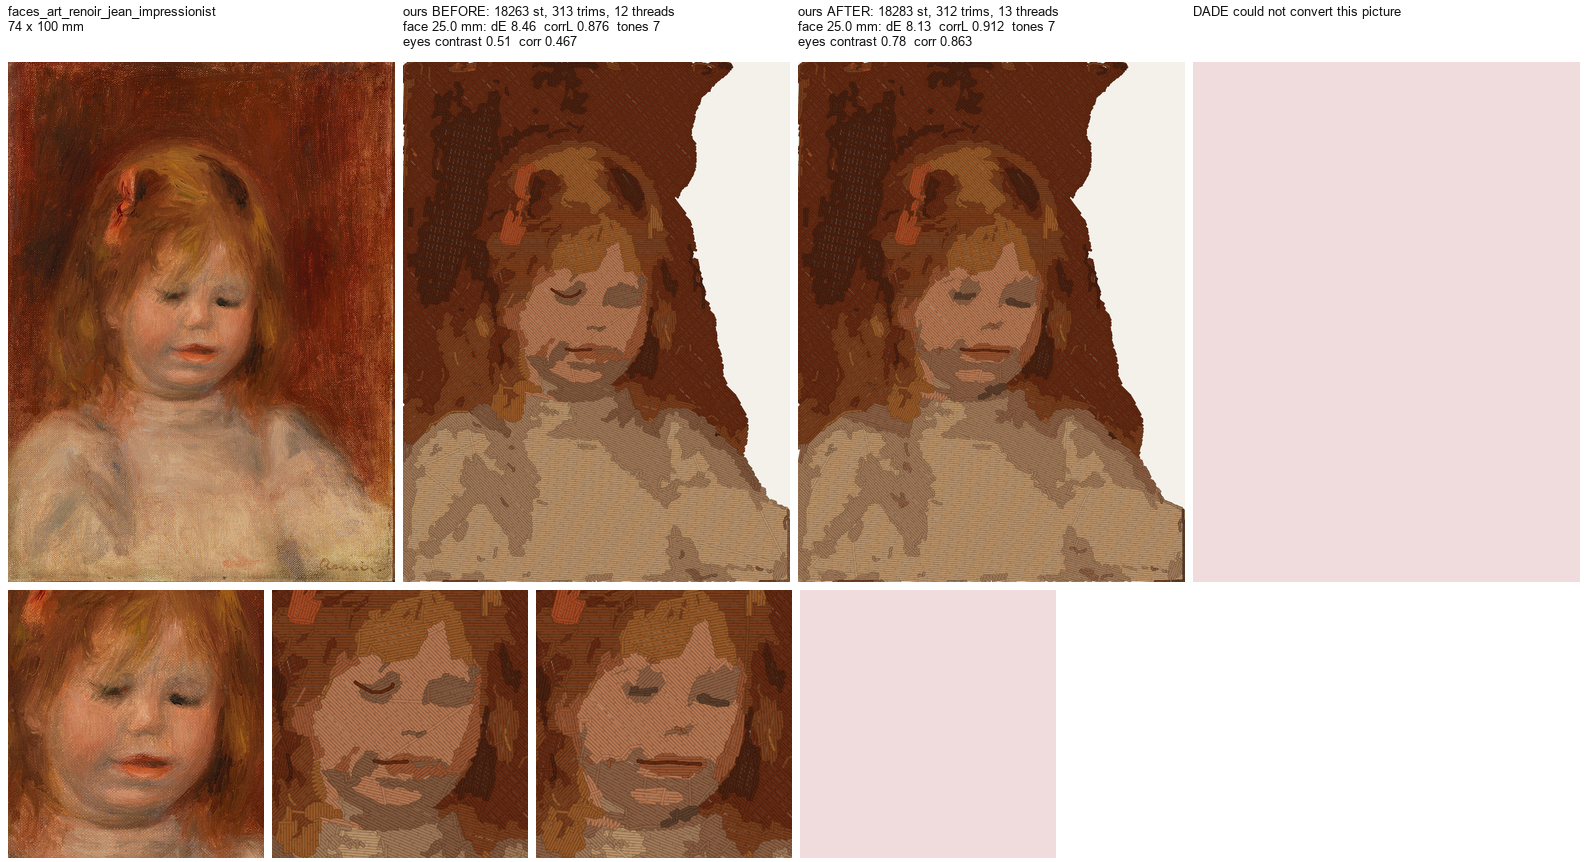 faces_art_renoir_jean_impressionist
74 x 100 mm
ours BEFORE: 18263 st, 313 trims, 12 threads
face 25.0 mm: dE 8.46 corrL 0.876 tones 7
eyes contrast 0.51 corr 0.467
ours AFTER: 18283 st, 312 trims, 13 threads
face 25.0 mm: dE 8.13 corrL 0.912 tones 7
eyes contrast 0.78 corr 0.863
DADE could not convert this picture
Renoir.